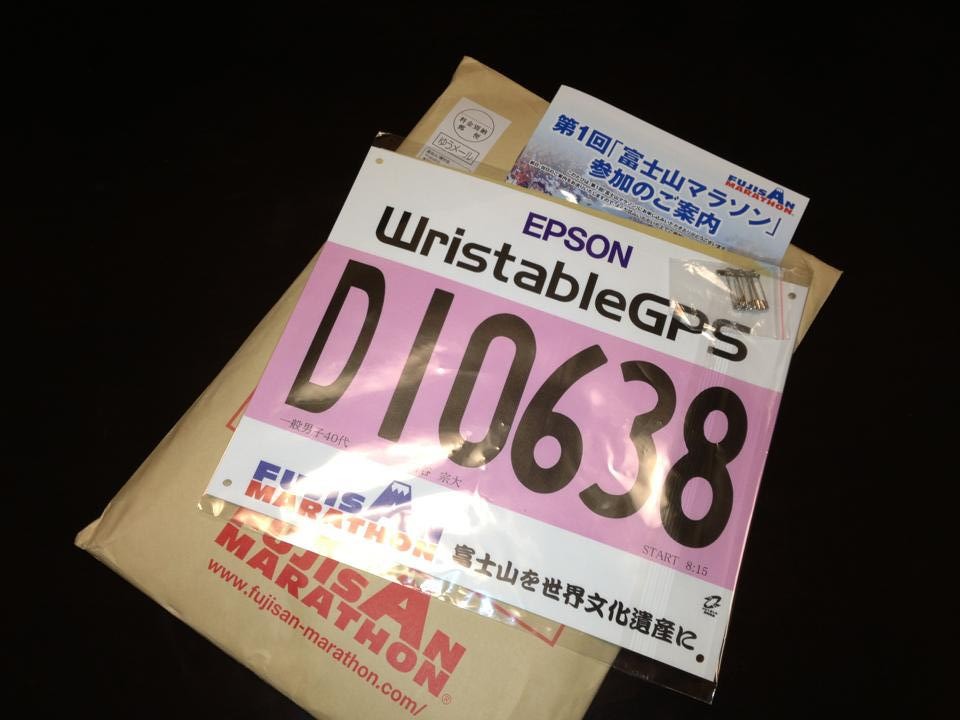 料金別納
郵便
ゆうメール
第1回「富士山マラソン」
参加のご案内
FUJISAN
MARATHON
EPSON
WristableGPS
D10638
一般男子40代
谷 宗大
START 8:15
FUJISAN
MARATHON
富士山を世界文化遺産に
FUJISAN
MARATHON®
www.fujisan-marathon.com/